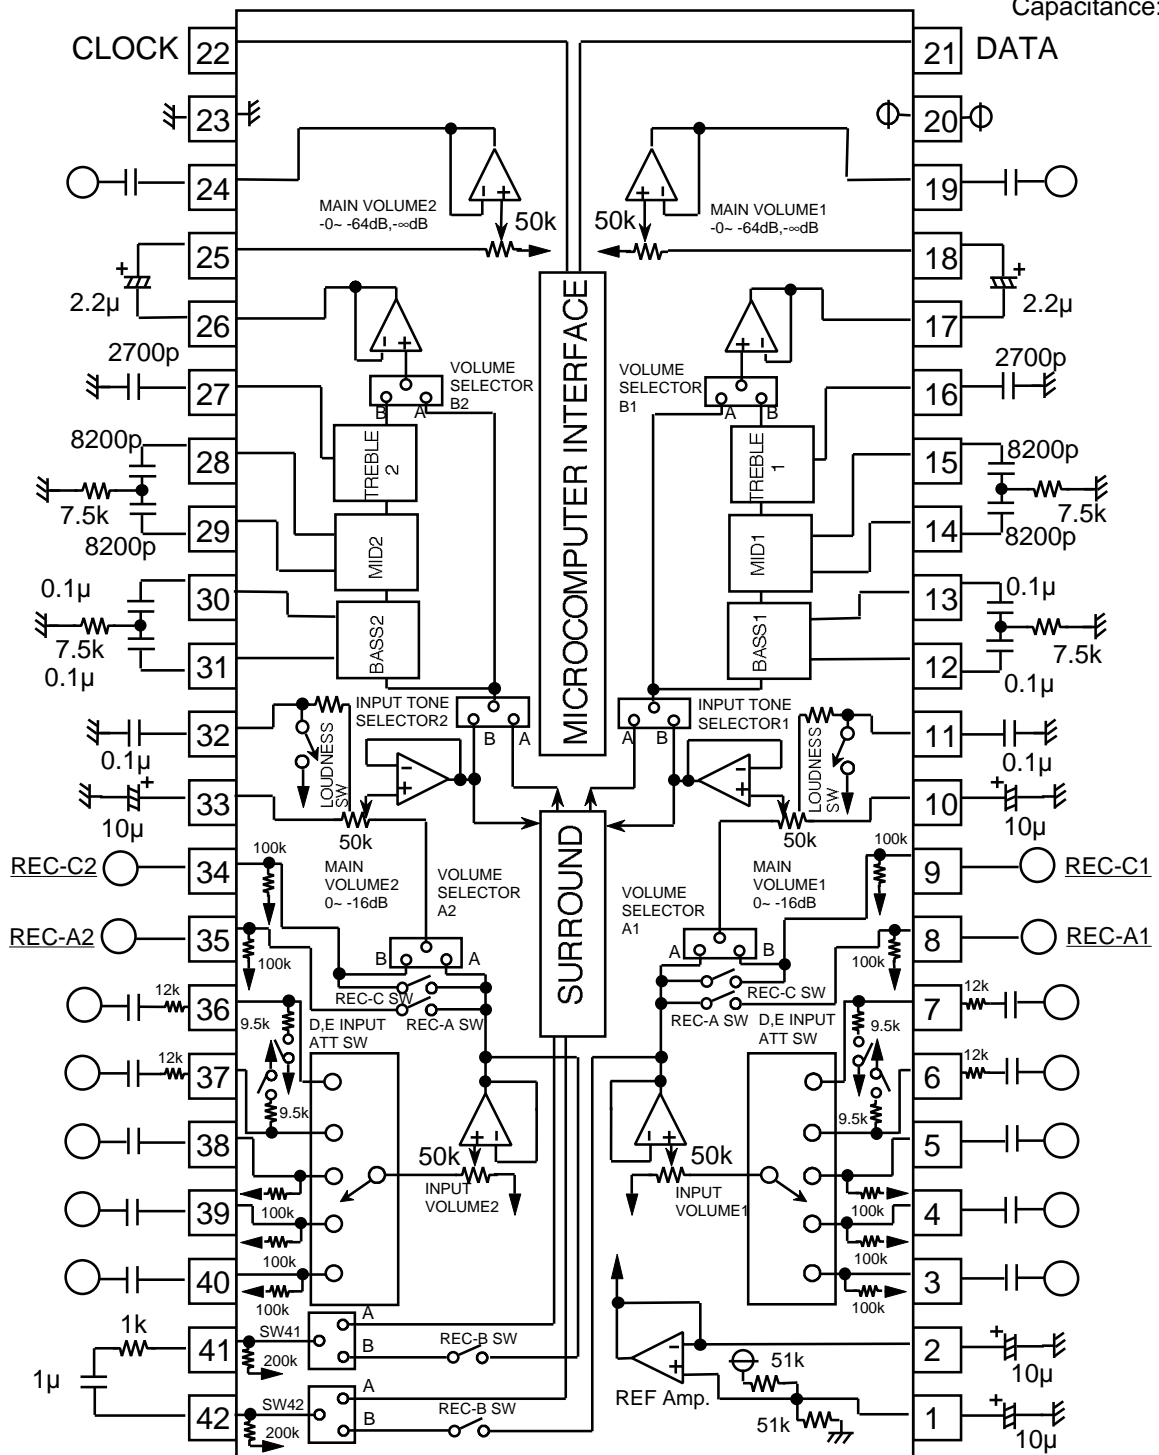 Capacitance:
CLOCK 22
21 DATA
23
20
24
19
MAIN VOLUME2
-0~ -64dB,-∞dB
50k
50k
MAIN VOLUME1
-0~ -64dB,-∞dB
25
18
+
2.2µ
+
2.2µ
26
17
2700p
2700p
27
16
VOLUME
SELECTOR
B2
B A
VOLUME
SELECTOR
B1
A B
MICROCOMPUTER INTERFACE
8200p
28
TREBLE
2
TREBLE
1
15
8200p
7.5k
7.5k
8200p
29
MID2
MID1
14
8200p
0.1µ
30
BASS2
BASS1
13
0.1µ
7.5k
7.5k
0.1µ
31
12
0.1µ
INPUT TONE
SELECTOR2
B A
INPUT TONE
SELECTOR1
A B
32
0.1µ
LOUDNESS
SW
LOUDNESS
SW
11
0.1µ
33
+
10µ
50k
50k
10
+
10µ
REC-C2
34
100k
MAIN
VOLUME2
0~ -16dB
VOLUME
SELECTOR
A2
SURROUND
VOLUME
SELECTOR
A1
MAIN
VOLUME1
0~ -16dB
100k
9
REC-C1
REC-A2
35
100k
B A
A B
100k
8
REC-A1
REC-C SW
REC-A SW
REC-C SW
REC-A SW
12k
36
9.5k
D,E INPUT
ATT SW
D,E INPUT
ATT SW
9.5k
7
12k
12k
37
9.5k
9.5k
6
12k
38
50k
INPUT
VOLUME2
50k
INPUT
VOLUME1
5
100k
100k
39
4
100k
100k
40
3
100k
100k
1k
41
SW41
200k
A
B
REC-B SW
2
+
10µ
1µ
REF Amp.
51k
51k
42
SW42
200k
A
B
REC-B SW
1
+
10µ